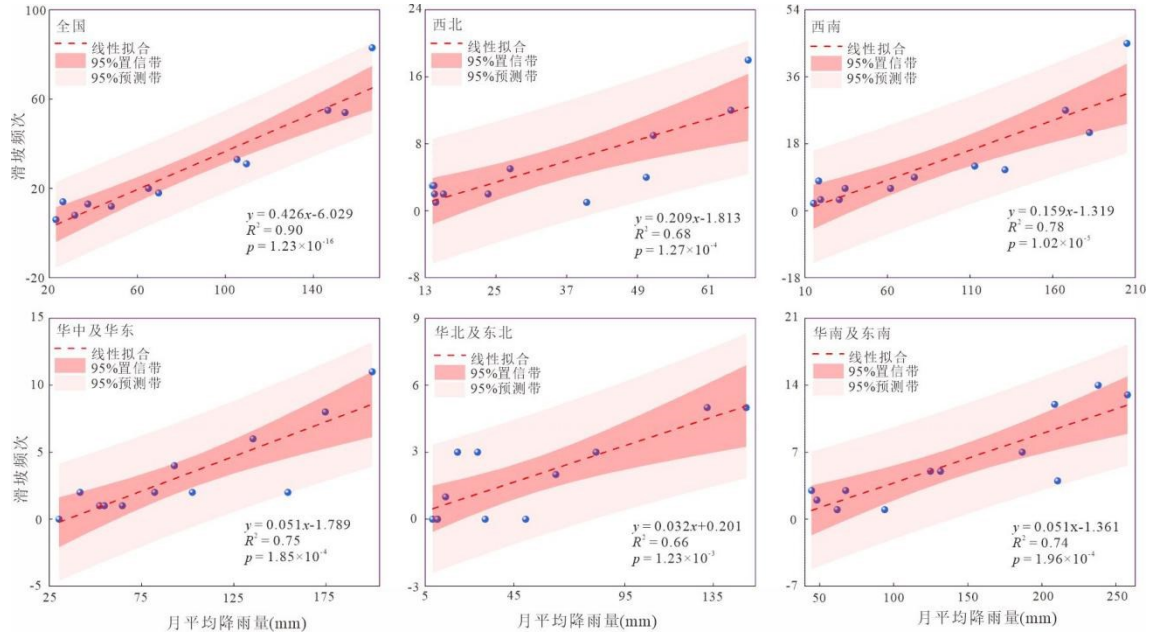 全国
线性拟合
95%置信带
95%预测带
y = 0.426x-6.029
R² = 0.90
p = 1.23×10⁻¹⁶
100
60
20
-20
20
60
100
140
滑坡频次
西北
线性拟合
95%置信带
95%预测带
y = 0.209x-1.813
R² = 0.68
p = 1.27×10⁻⁴
24
16
8
0
-8
13
25
37
49
61
西南
线性拟合
95%置信带
95%预测带
y = 0.159x-1.319
R² = 0.78
p = 1.02×10⁻⁵
54
36
18
0
-18
10
60
110
160
210
华中及华东
线性拟合
95%置信带
95%预测带
y = 0.051x-1.789
R² = 0.75
p = 1.85×10⁻⁴
15
10
5
0
-5
25
75
125
175
滑坡频次
月平均降雨量(mm)
华北及东北
线性拟合
95%置信带
95%预测带
y = 0.032x+0.201
R² = 0.66
p = 1.23×10⁻³
9
6
3
0
-3
5
45
95
135
月平均降雨量(mm)
华南及东南
线性拟合
95%置信带
95%预测带
y = 0.051x-1.361
R² = 0.74
p = 1.96×10⁻⁴
21
14
7
0
-7
50
100
150
200
250
月平均降雨量(mm)